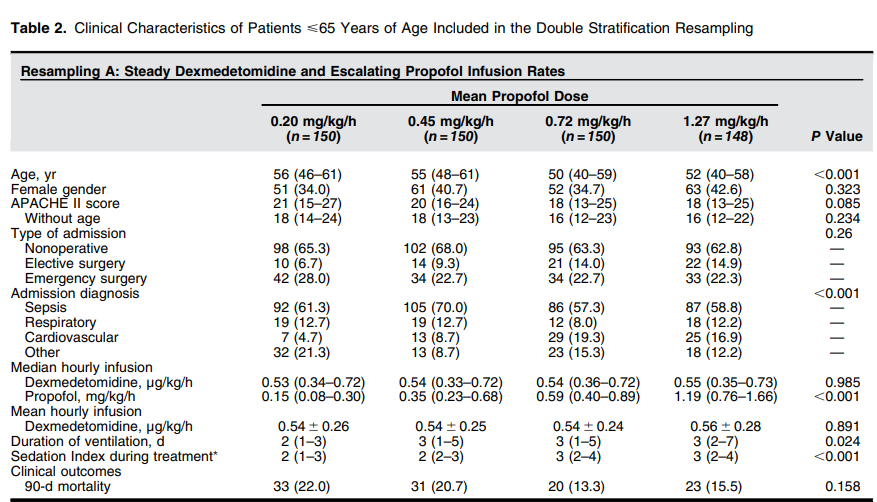 Table 2. Clinical Characteristics of Patients ≤65 Years of Age Included in the Double Stratification Resampling
Resampling A: Steady Dexmedetomidine and Escalating Propofol Infusion Rates
Mean Propofol Dose
0.20 mg/kg/h 0.45 mg/kg/h 0.72 mg/kg/h 1.27 mg/kg/h
(n = 150) (n = 150) (n = 150) (n = 148) P Value
Age, yr 56 (46–61) 55 (48–61) 50 (40–59) 52 (40–58) <0.001
Female gender 51 (34.0) 61 (40.7) 52 (34.7) 63 (42.6) 0.323
APACHE II score 21 (15–27) 20 (16–24) 18 (13–25) 18 (13–25) 0.085
Without age 18 (14–24) 18 (13–23) 16 (12–23) 16 (12–22) 0.234
Type of admission 0.26
Nonoperative 98 (65.3) 102 (68.0) 95 (63.3) 93 (62.8) —
Elective surgery 10 (6.7) 14 (9.3) 21 (14.0) 22 (14.9) —
Emergency surgery 42 (28.0) 34 (22.7) 34 (22.7) 33 (22.3) —
Admission diagnosis <0.001
Sepsis 92 (61.3) 105 (70.0) 86 (57.3) 87 (58.8) —
Respiratory 19 (12.7) 19 (12.7) 12 (8.0) 18 (12.2) —
Cardiovascular 7 (4.7) 13 (8.7) 29 (19.3) 25 (16.9) —
Other 32 (21.3) 13 (8.7) 23 (15.3) 18 (12.2) —
Median hourly infusion
Dexmedetomidine, μg/kg/h 0.53 (0.34–0.72) 0.54 (0.33–0.72) 0.54 (0.36–0.72) 0.55 (0.35–0.73) 0.985
Propofol, mg/kg/h 0.15 (0.08–0.30) 0.35 (0.23–0.68) 0.59 (0.40–0.89) 1.19 (0.76–1.66) <0.001
Mean hourly infusion
Dexmedetomidine, μg/kg/h 0.54 ± 0.26 0.54 ± 0.25 0.54 ± 0.24 0.56 ± 0.28 0.891
Duration of ventilation, d 2 (1–3) 3 (1–5) 3 (1–5) 3 (2–7) 0.024
Sedation Index during treatment* 2 (1–3) 2 (2–3) 3 (2–4) 3 (2–4) <0.001
Clinical outcomes
90-d mortality 33 (22.0) 31 (20.7) 20 (13.3) 23 (15.5) 0.158